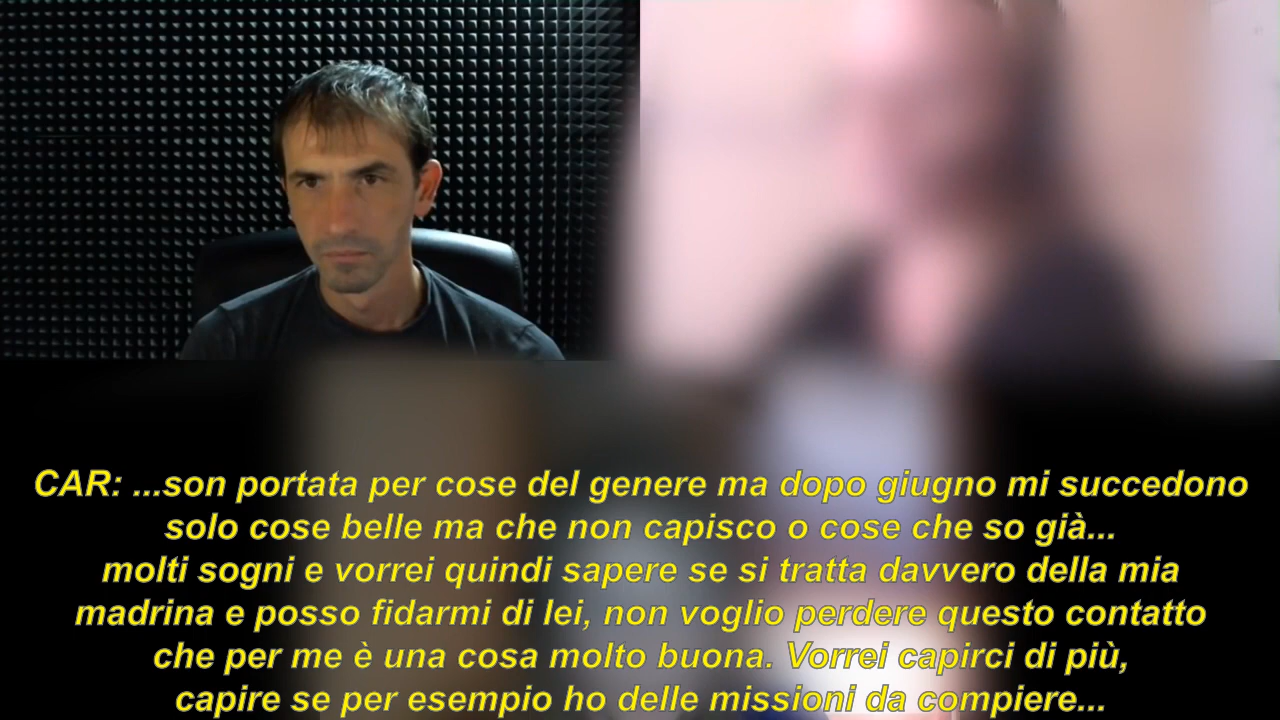 CAR: ...son portata per cose del genere ma dopo giugno mi succedono
solo cose belle ma che non capisco o cose che so già...
molti sogni e vorrei quindi sapere se si tratta davvero della mia
madrina e posso fidarmi di lei, non voglio perdere questo contatto
che per me è una cosa molto buona. Vorrei capirci di più,
capire se per esempio ho delle missioni da compiere...